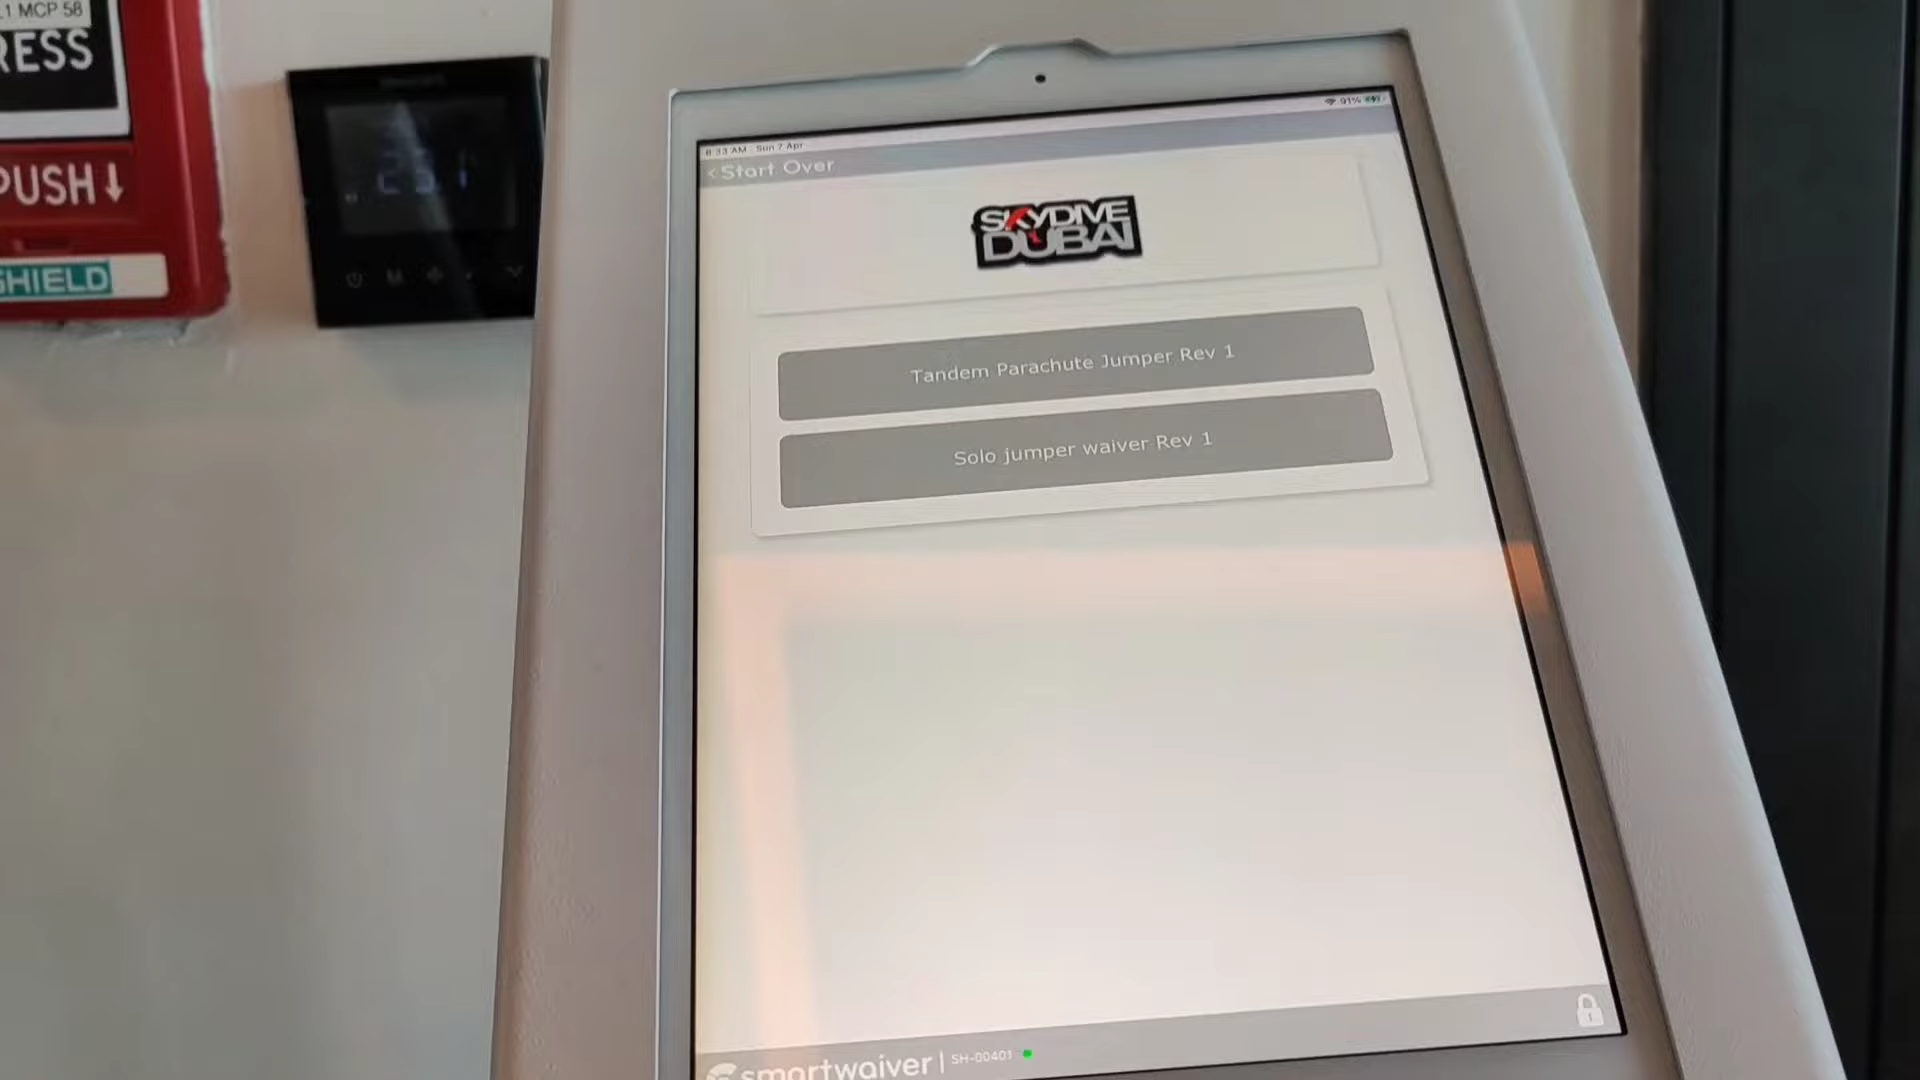 .1 MCP 58
RESS
PUSH↓
SHIELD
8:33 AM Sun 7 Apr
91%
<Start Over
SKYDIVE
DUBAI
Tandem Parachute Jumper Rev 1
Solo jumper waiver Rev 1
smartwaiver | SH-00401